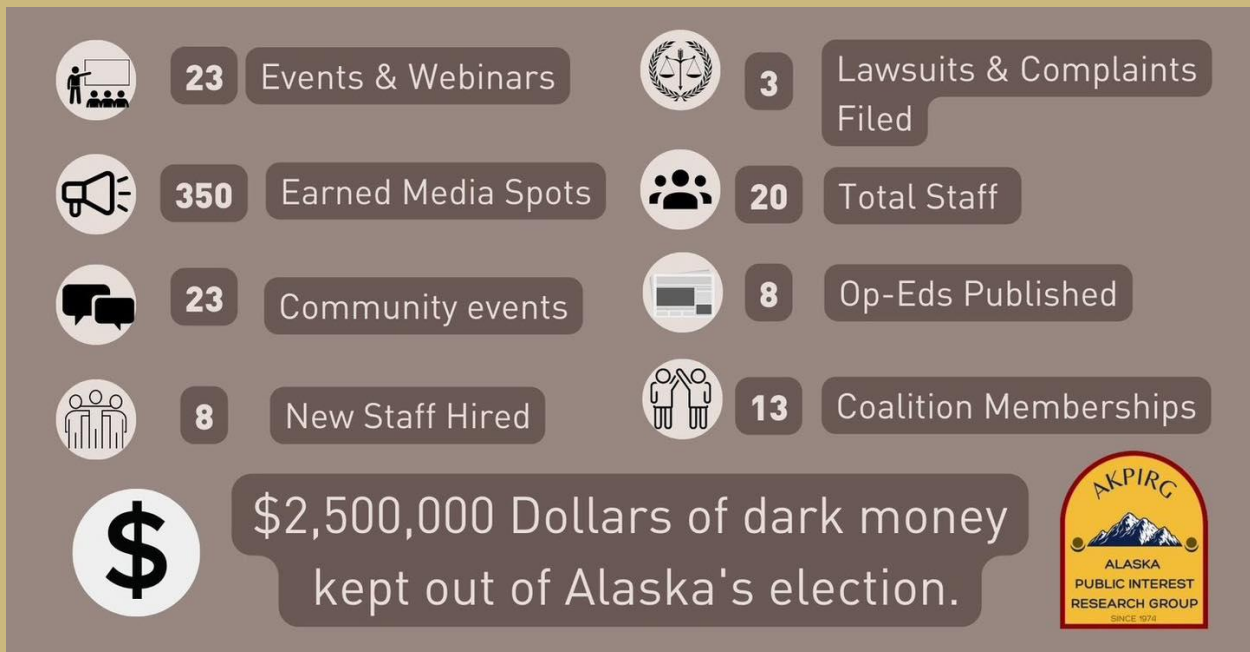 23 Events & Webinars
350 Earned Media Spots
23 Community events
8 New Staff Hired
3 Lawsuits & Complaints
Filed
20 Total Staff
8 Op-Eds Published
13 Coalition Memberships
$2,500,000 Dollars of dark money
kept out of Alaska's election.
AKPIRG
ALASKA
PUBLIC INTEREST
RESEARCH GROUP
SINCE 1974